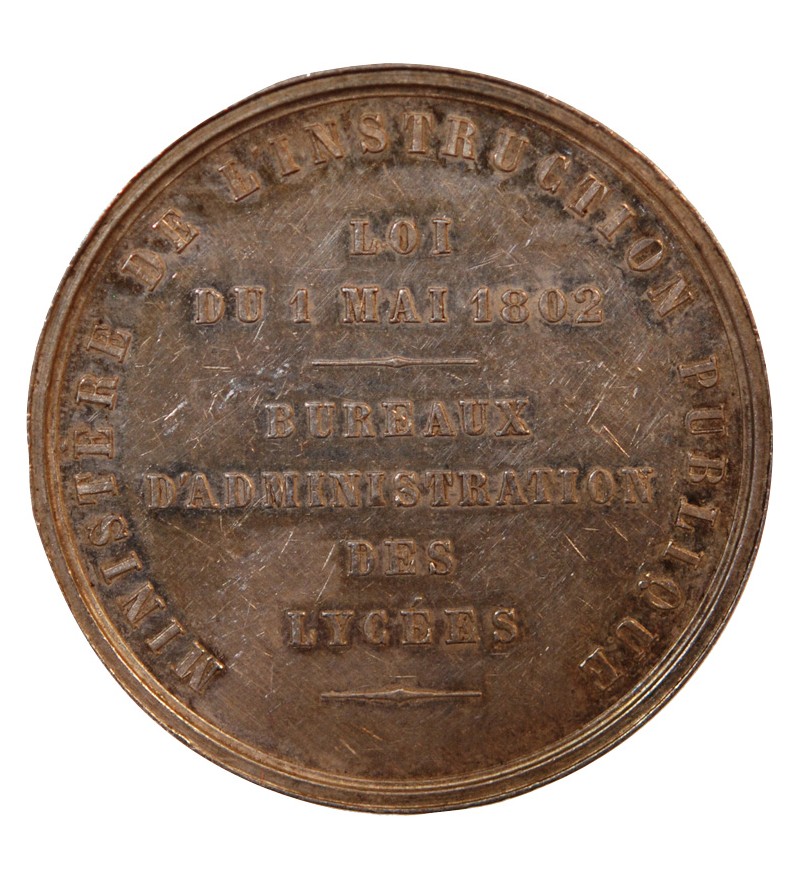 MINISTERE DE L'INSTRUCTION PUBLIQUE
LOI
DU 1 MAI 1802
BUREAUX
D'ADMINISTRATION
DES
LYCÉES